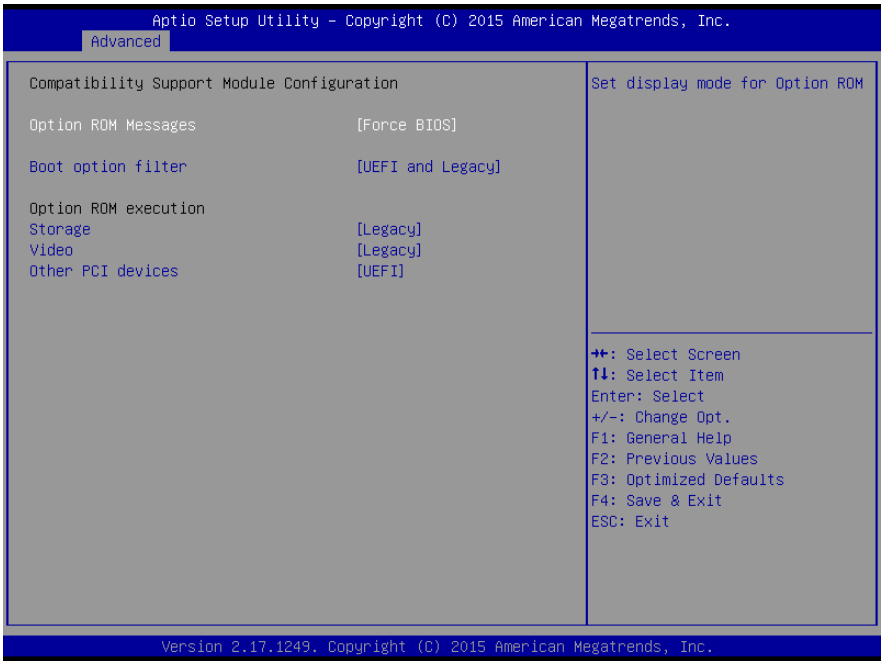 Aptio Setup Utility – Copyright (C) 2015 American Megatrends, Inc.
Advanced
Compatibility Support Module Configuration
Option ROM Messages [Force BIOS]
Boot option filter [UEFI and Legacy]
Option ROM execution
Storage [Legacy]
Video [Legacy]
Other PCI devices [UEFI]
Set display mode for Option ROM
→←: Select Screen
↑↓: Select Item
Enter: Select
+/-: Change Opt.
F1: General Help
F2: Previous Values
F3: Optimized Defaults
F4: Save & Exit
ESC: Exit
Version 2.17.1249. Copyright (C) 2015 American Megatrends, Inc.